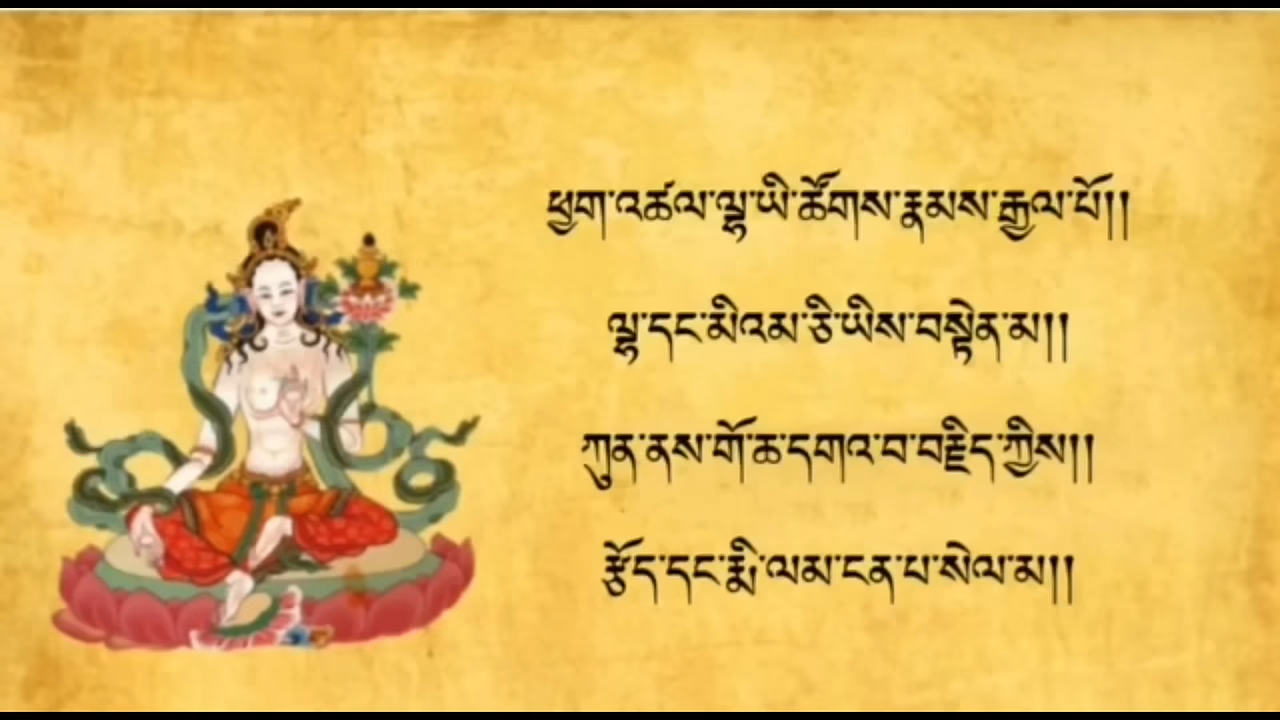 ཕྱག་འཚལ་ལྷ་ཡི་ཚོགས་རྣམས་རྒྱལ་པོ།།
ལྷ་དང་མིའམ་ཅི་ཡིས་བསྟེན་མ།།
ཀུན་ནས་གོ་ཆ་དགའ་བ་བརྗིད་ཀྱིས།།
རྩོད་དང་རྨི་ལམ་ངན་པ་སེལ་མ།།